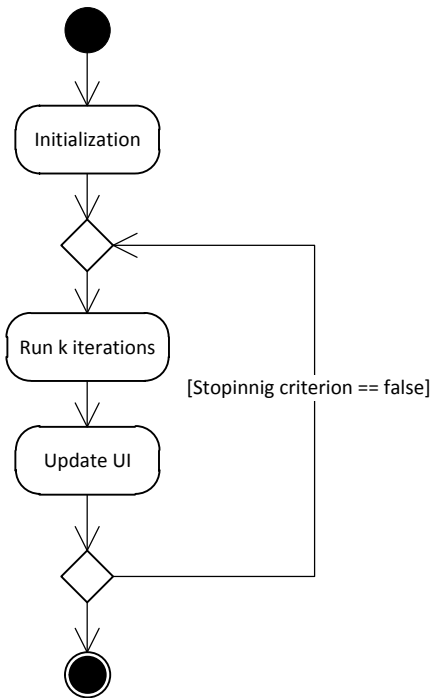 Initialization
Run k iterations
[Stopinnig criterion == false]
Update UI